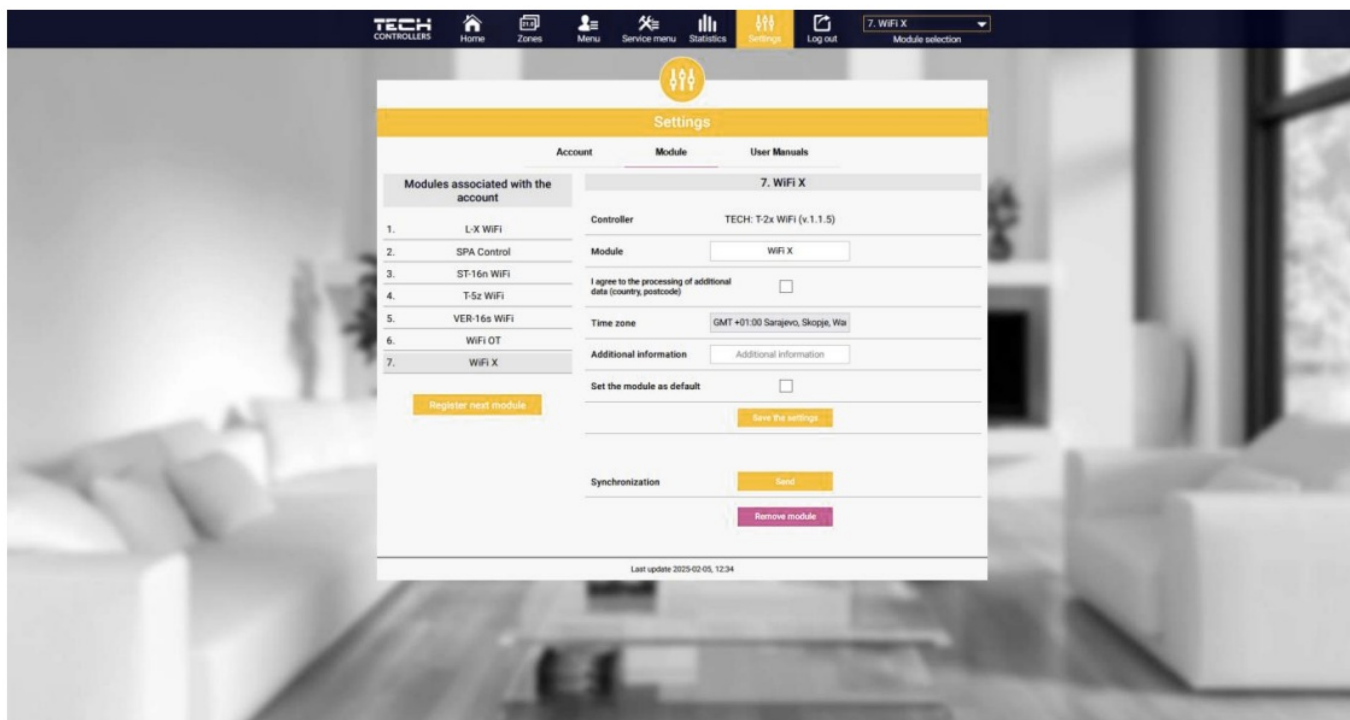 TECH
CONTROLLERS
Home
Zones
Menu
Service menu
Statistics
Settings
Log out
7. WiFi X
Module selection
Settings
Account
Module
User Manuals
Modules associated with the
account
1. L-X WiFi
2. SPA Control
3. ST-16n WiFi
4. T-5z WiFi
5. VER-16s WiFi
6. WiFi OT
7. WiFi X
Register next module
7. WiFi X
Controller TECH: T-2x WiFi (v.1.1.5)
Module WiFi X
I agree to the processing of additional
data (country, postcode)
Time zone GMT +01:00 Sarajevo, Skopje, War
Additional information Additional information
Set the module as default
Save the settings
Synchronization Send
Remove module
Last update 2025-02-05, 12:34